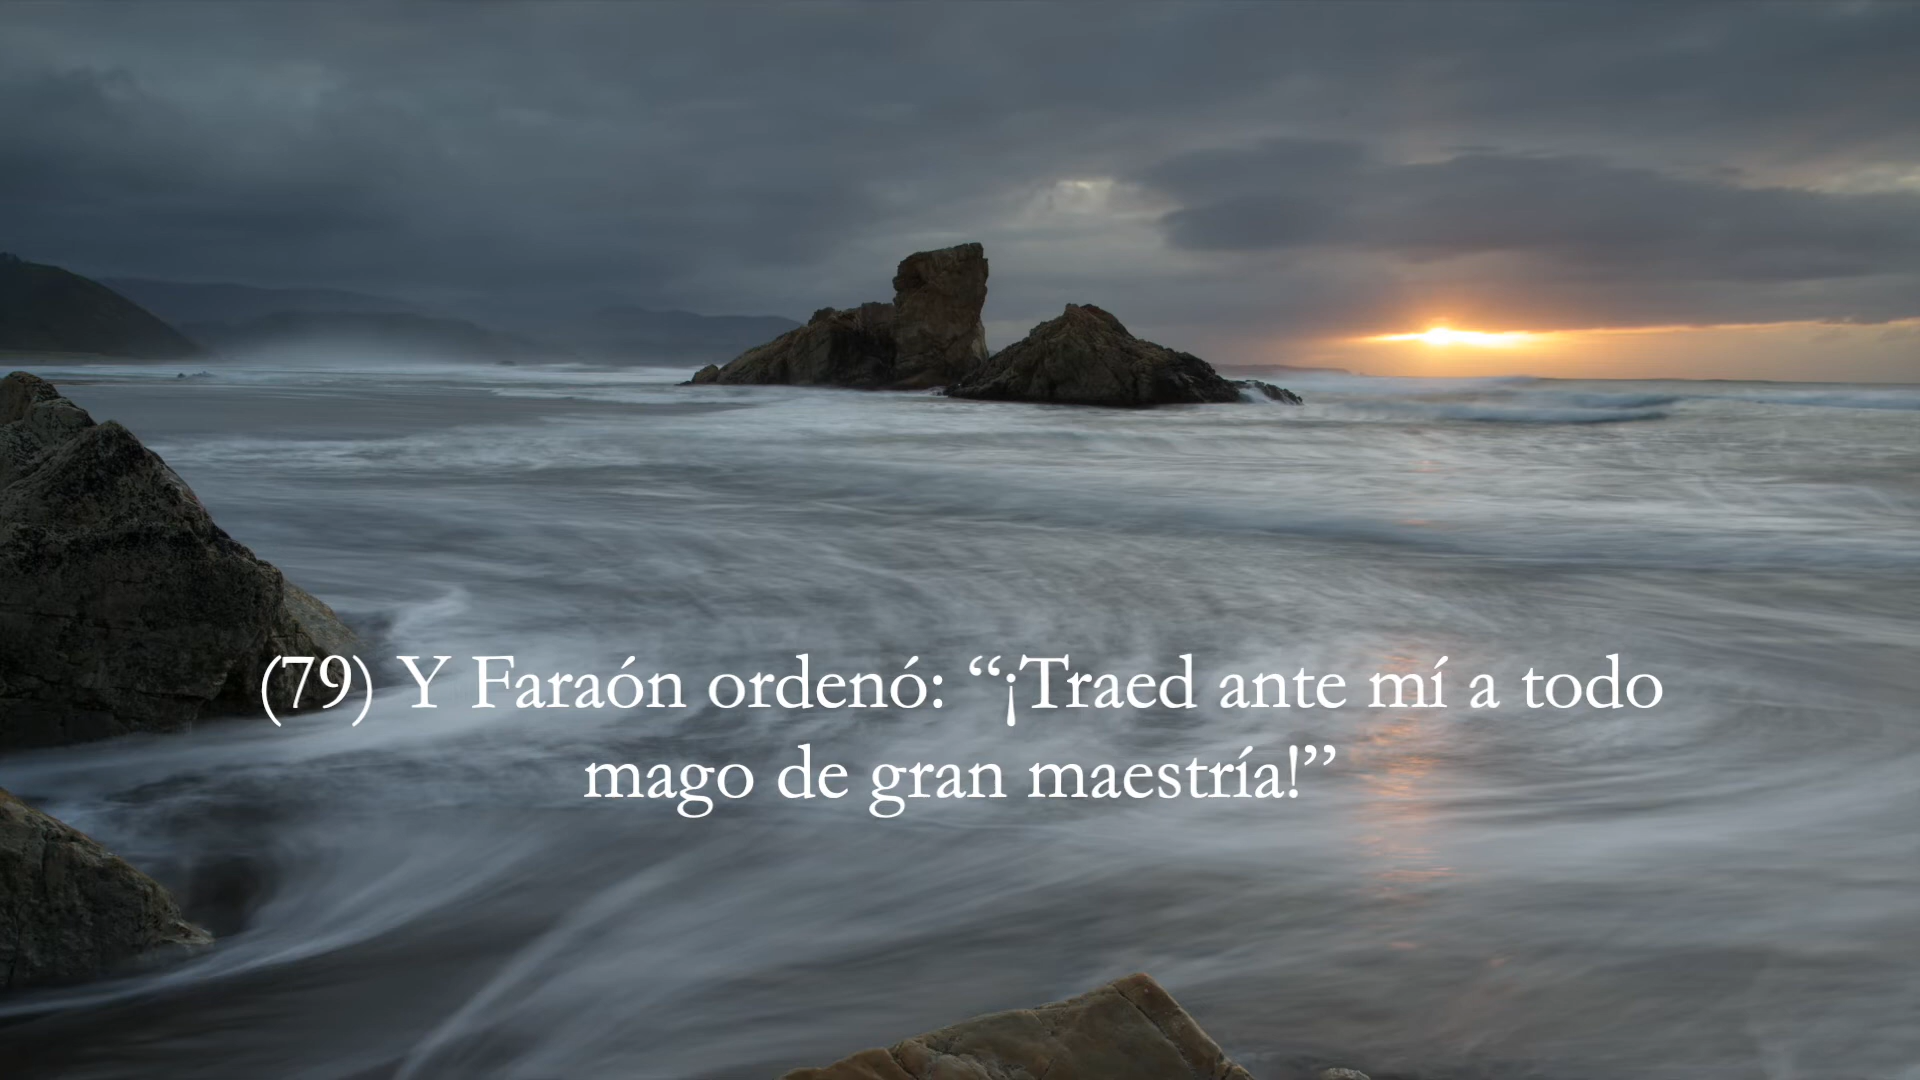 (79) Y Faraón ordenó: “¡Traed ante mí a todo
mago de gran maestría!”